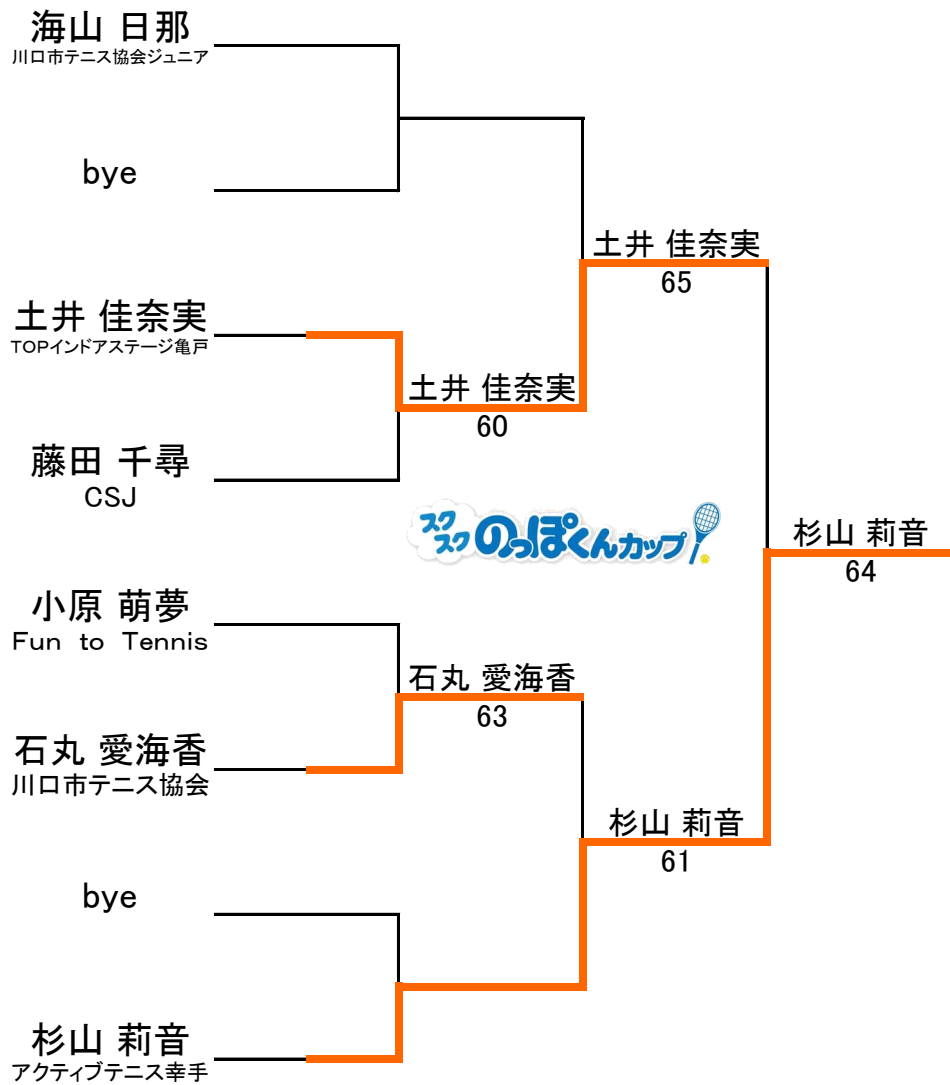 海山 日那
川口市テニス協会ジュニア
bye
土井 佳奈実
65
土井 佳奈実
TOPインドアステージ亀戸
土井 佳奈実
60
藤田 千尋
CSJ
スクスク のっぽくんカップ
杉山 莉音
64
小原 萌夢
Fun to Tennis
石丸 愛海香
63
石丸 愛海香
川口市テニス協会
杉山 莉音
61
bye
杉山 莉音
アクティブテニス幸手